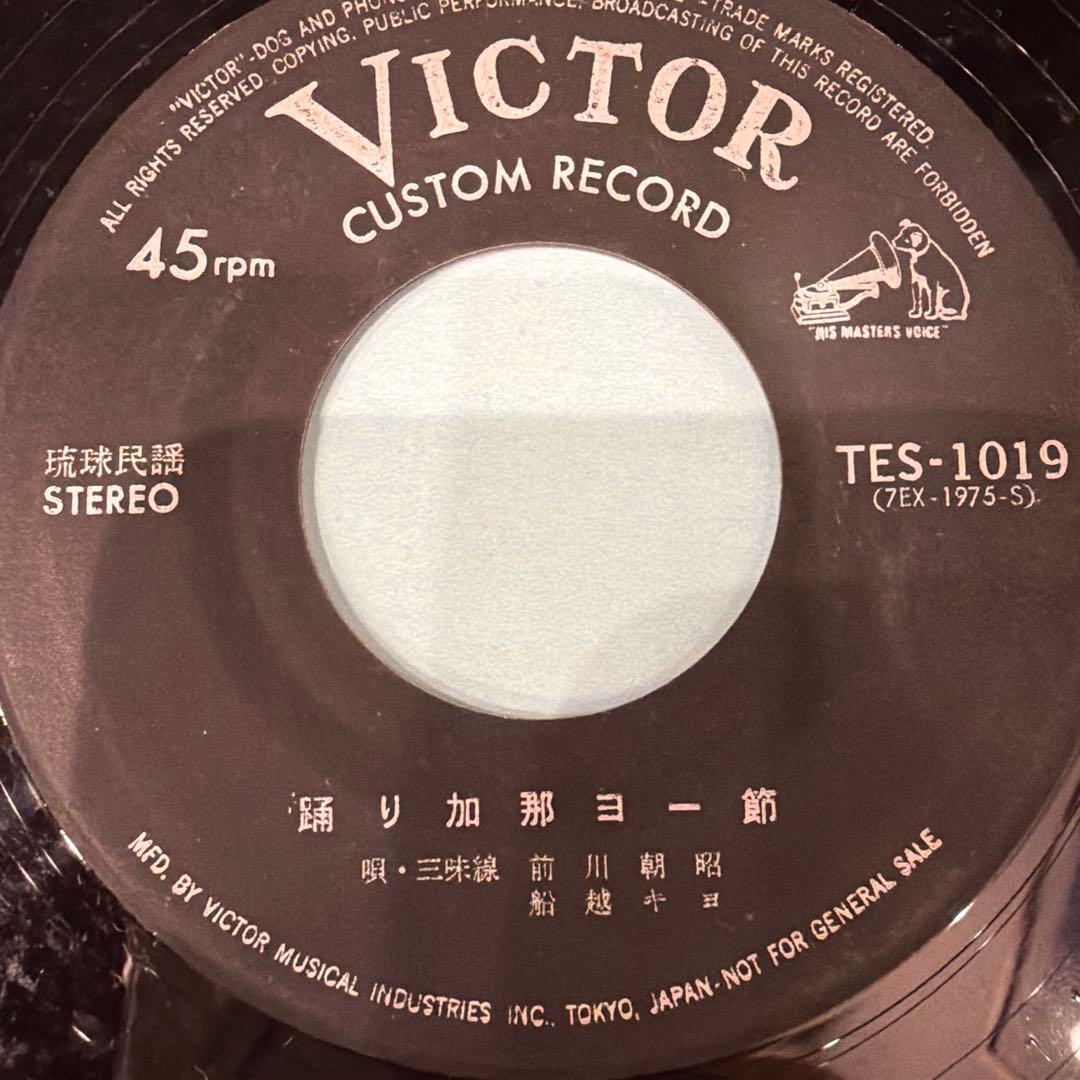 "VICTOR"-DOG AND PHONO TRADE MARKS REGISTERED.
ALL RIGHTS RESERVED COPYING, PUBLIC PERFORMANCE, BROADCASTING OF THIS RECORD ARE FORBIDDEN
VICTOR
CUSTOM RECORD
45rpm
"HIS MASTERS VOICE"
琉球民謡
STEREO
TES-1019
(7EX-1975-S)
踊り加那ヨー節
唄・三味線 前川朝昭
船越キヨ
MFD. BY VICTOR MUSICAL INDUSTRIES INC., TOKYO, JAPAN-NOT FOR GENERAL SALE